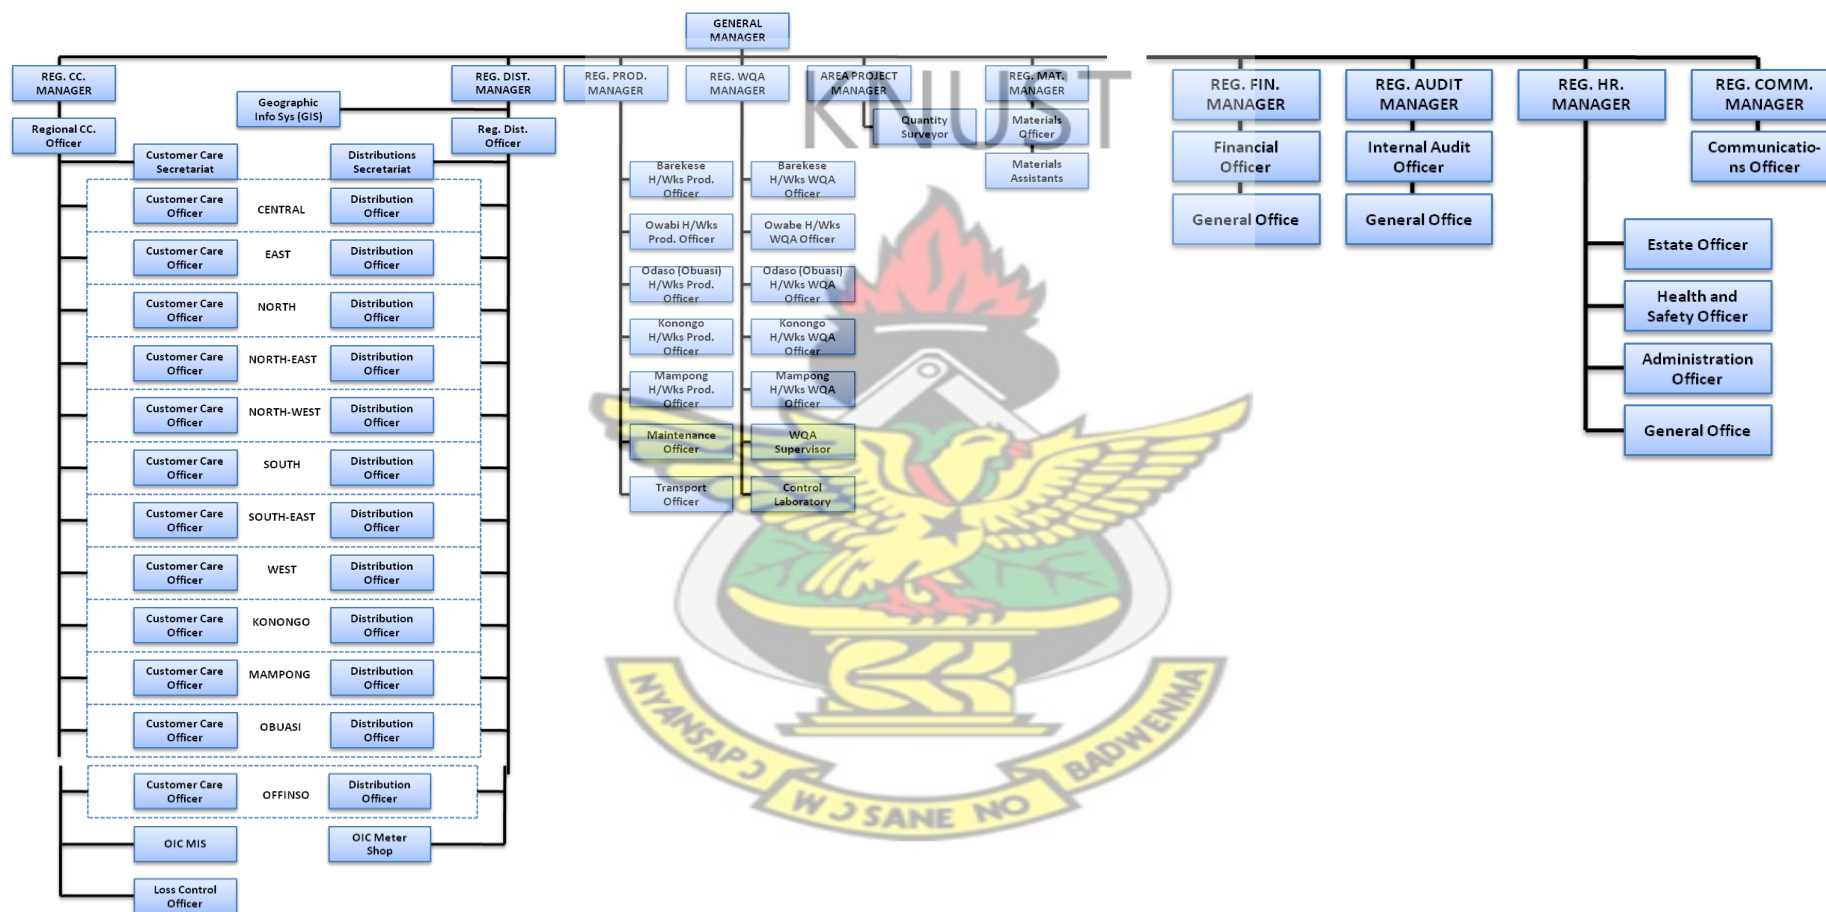 GENERAL
MANAGER
REG. CC.
MANAGER
REG. DIST.
MANAGER
REG. PROD.
MANAGER
REG. WQA
MANAGER
AREA PROJECT
MANAGER
REG. MAT.
MANAGER
REG. FIN.
MANAGER
REG. AUDIT
MANAGER
REG. HR.
MANAGER
REG. COMM.
MANAGER
KNUST
Geographic
Info Sys (GIS)
Regional CC.
Officer
Reg. Dist.
Officer
Customer Care
Secretariat
Distributions
Secretariat
Customer Care
Officer
CENTRAL
Distribution
Officer
Customer Care
Officer
EAST
Distribution
Officer
Customer Care
Officer
NORTH
Distribution
Officer
Customer Care
Officer
NORTH-EAST
Distribution
Officer
Customer Care
Officer
NORTH-WEST
Distribution
Officer
Customer Care
Officer
SOUTH
Distribution
Officer
Customer Care
Officer
SOUTH-EAST
Distribution
Officer
Customer Care
Officer
WEST
Distribution
Officer
Customer Care
Officer
KONONGO
Distribution
Officer
Customer Care
Officer
MAMPONG
Distribution
Officer
Customer Care
Officer
OBUASI
Distribution
Officer
Customer Care
Officer
OFFINSO
Distribution
Officer
OIC MIS
OIC Meter
Shop
Loss Control
Officer
Barekese
H/Wks Prod.
Officer
Owabi H/Wks
Prod. Officer
Odaso (Obuasi)
H/Wks Prod.
Officer
Konongo
H/Wks Prod.
Officer
Mampong
H/Wks Prod.
Officer
Maintenance
Officer
Transport
Officer
Barekese
H/Wks WQA
Officer
Owabe H/Wks
WQA Officer
Odaso (Obuasi)
H/Wks WQA
Officer
Konongo
H/Wks WQA
Officer
Mampong
H/Wks WQA
Officer
WQA
Supervisor
Control
Laboratory
Quantity
Surveyor
Materials
Officer
Materials
Assistants
Financial
Officer
General Office
Internal Audit
Officer
General Office
Estate Officer
Health and
Safety Officer
Administration
Officer
General Office
Communicatio-
ns Officer
NYANSAPƆ
WƆSANE NO
BADWENMA